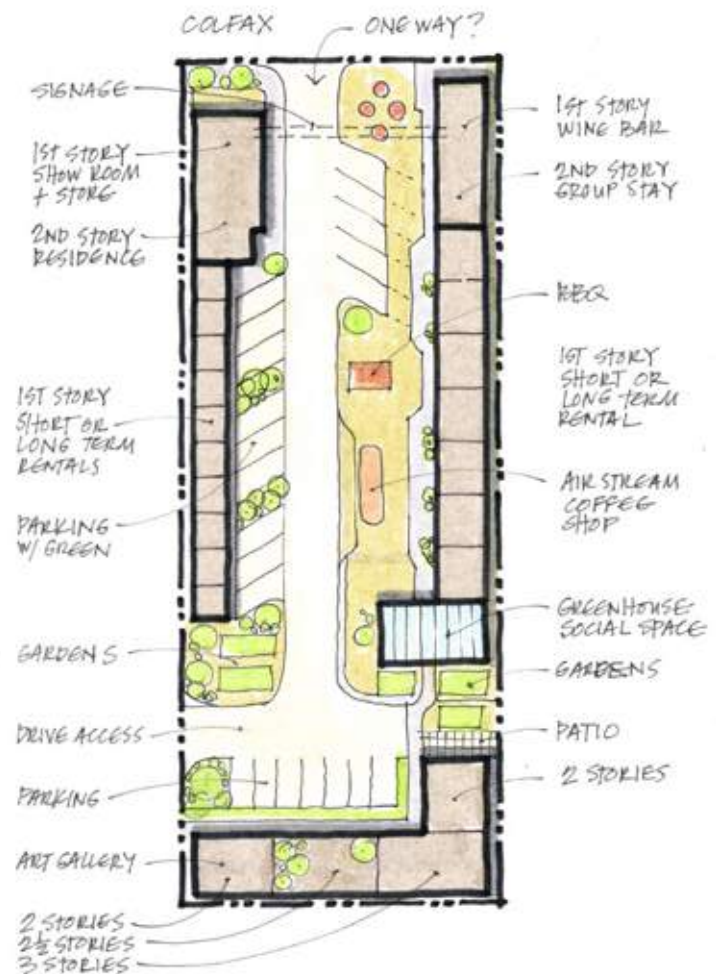 COLFAX
ONE WAY?
SIGNAGE
1ST STORY
SHOW ROOM
+ STORE
2ND STORY
RESIDENCE
1ST STORY
SHORT OR
LONG TERM
RENTALS
PARKING
W/ GREEN
GARDENS
DRIVE ACCESS
PARKING
ART GALLERY
2 STORIES
2½ STORIES
3 STORIES
1ST STORY
WINE BAR
2ND STORY
GROUP STAY
BBQ
1ST STORY
SHORT OR
LONG TERM
RENTAL
AIR STREAM
COFFEE
SHOP
GREENHOUSE
SOCIAL SPACE
GARDENS
PATIO
2 STORIES